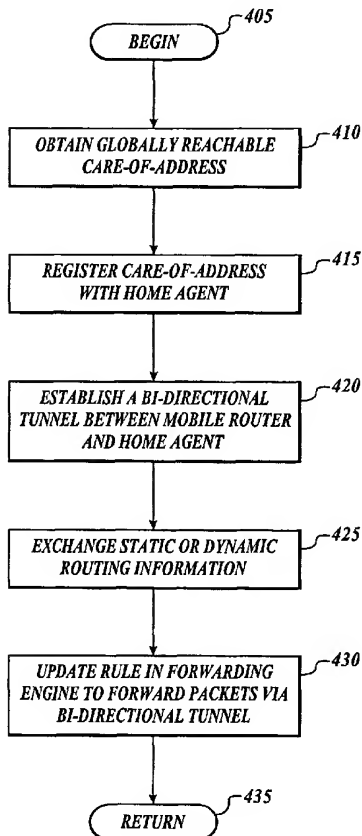 405
BEGIN
410
OBTAIN GLOBALLY REACHABLE
CARE-OF-ADDRESS
415
REGISTER CARE-OF-ADDRESS
WITH HOME AGENT
420
ESTABLISH A BI-DIRECTIONAL
TUNNEL BETWEEN MOBILE ROUTER
AND HOME AGENT
425
EXCHANGE STATIC OR DYNAMIC
ROUTING INFORMATION
430
UPDATE RULE IN FORWARDING
ENGINE TO FORWARD PACKETS VIA
BI-DIRECTIONAL TUNNEL
435
RETURN